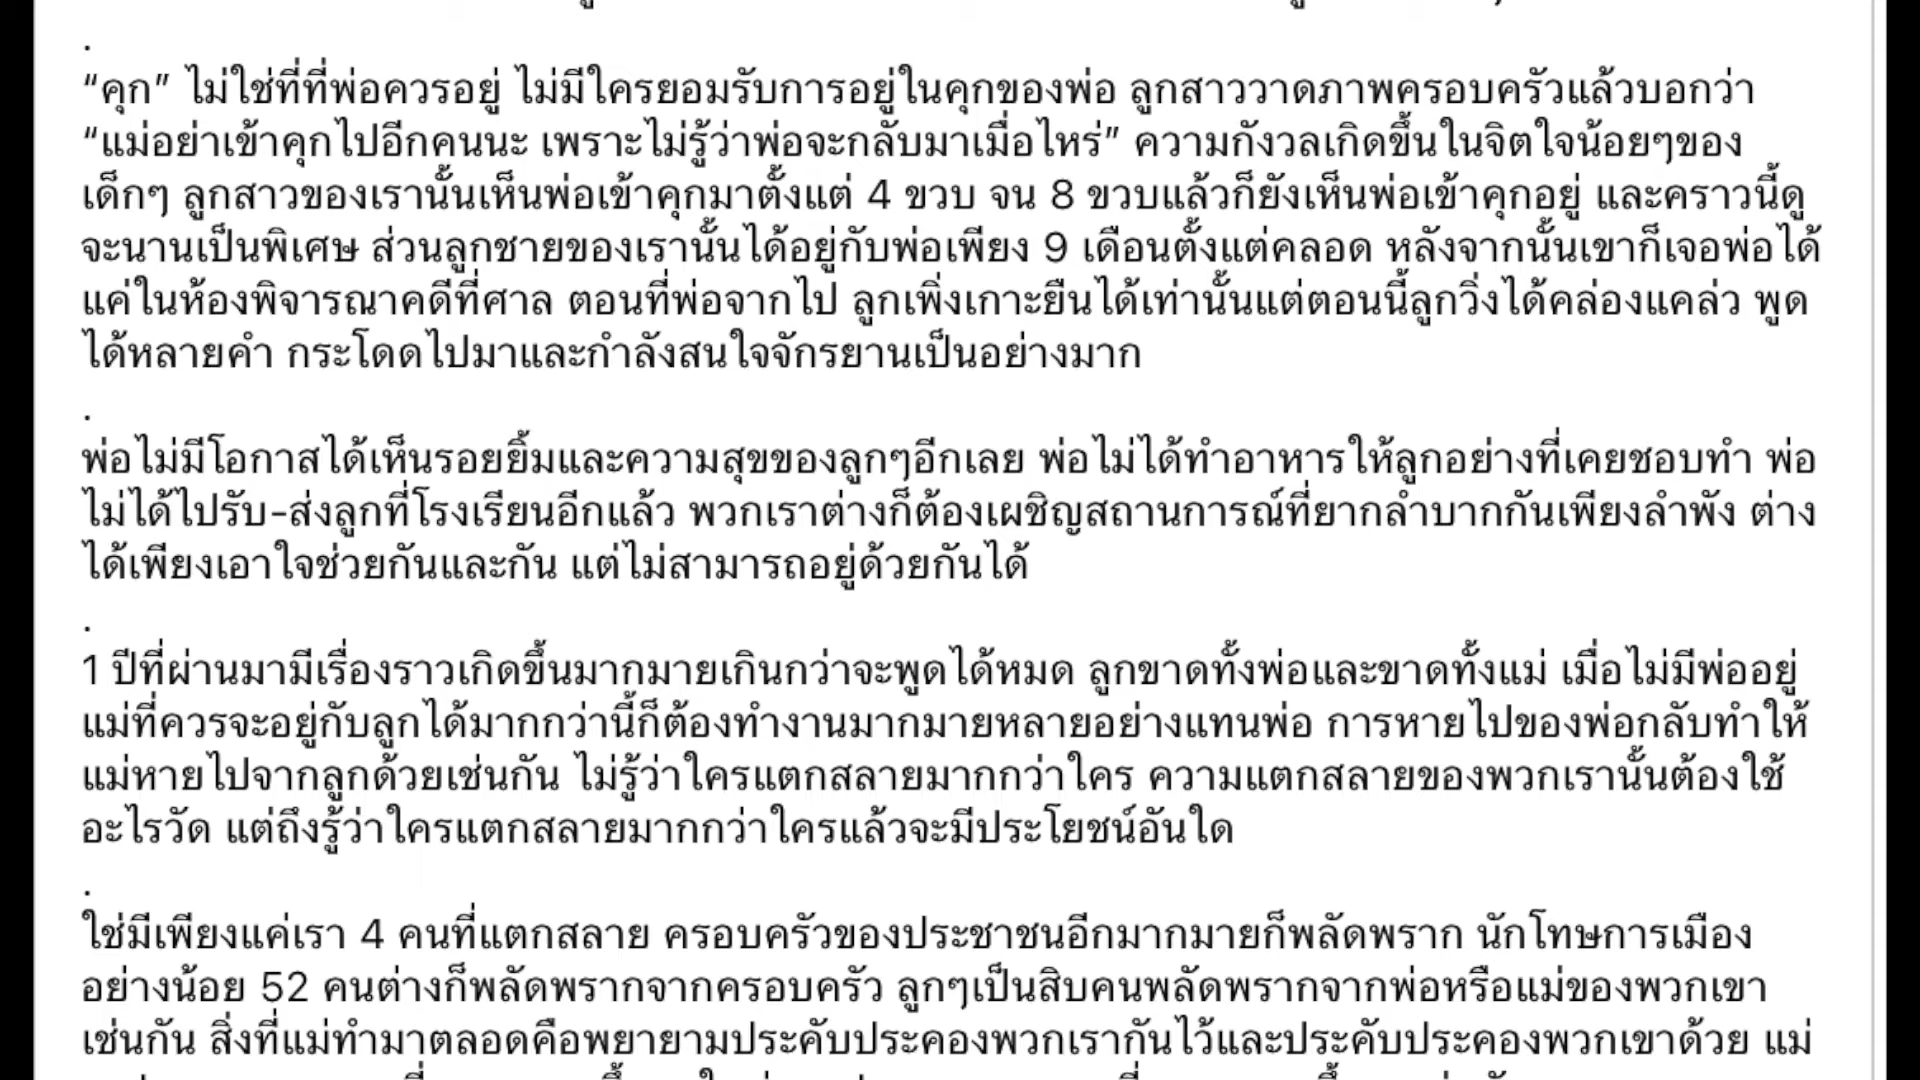 .
“คุก” ไม่ใช่ที่ที่พ่อควรอยู่ ไม่มีใครยอมรับการอยู่ในคุกของพ่อ ลูกสาววาดภาพครอบครัวแล้วบอกว่า
“แม่อย่าเข้าคุกไปอีกคนนะ เพราะไม่รู้ว่าพ่อจะกลับมาเมื่อไหร่” ความกังวลเกิดขึ้นในจิตใจน้อยๆของ
เด็กๆ ลูกสาวของเรานั้นเห็นพ่อเข้าคุกมาตั้งแต่ 4 ขวบ จน 8 ขวบแล้วก็ยังเห็นพ่อเข้าคุกอยู่ และคราวนี้ดู
จะนานเป็นพิเศษ ส่วนลูกชายของเรานั้นได้อยู่กับพ่อเพียง 9 เดือนตั้งแต่คลอด หลังจากนั้นเขาก็เจอพ่อได้
แค่ในห้องพิจารณาคดีที่ศาล ตอนที่พ่อจากไป ลูกเพิ่งเกาะยืนได้เท่านั้นแต่ตอนนี้ลูกวิ่งได้คล่องแคล่ว พูด
ได้หลายคำ กระโดดไปมาและกำลังสนใจจักรยานเป็นอย่างมาก
.
พ่อไม่มีโอกาสได้เห็นรอยยิ้มและความสุขของลูกๆอีกเลย พ่อไม่ได้ทำอาหารให้ลูกอย่างที่เคยชอบทำ พ่อ
ไม่ได้ไปรับ-ส่งลูกที่โรงเรียนอีกแล้ว พวกเราต่างก็ต้องเผชิญสถานการณ์ที่ยากลำบากกันเพียงลำพัง ต่าง
ได้เพียงเอาใจช่วยกันและกัน แต่ไม่สามารถอยู่ด้วยกันได้
.
1 ปีที่ผ่านมามีเรื่องราวเกิดขึ้นมากมายเกินกว่าจะพูดได้หมด ลูกขาดทั้งพ่อและขาดทั้งแม่ เมื่อไม่มีพ่ออยู่
แม่ที่ควรจะอยู่กับลูกได้มากกว่านี้ก็ต้องทำงานมากมายหลายอย่างแทนพ่อ การหายไปของพ่อกลับทำให้
แม่หายไปจากลูกด้วยเช่นกัน ไม่รู้ว่าใครแตกสลายมากกว่าใคร ความแตกสลายของพวกเรานั้นต้องใช้
อะไรวัด แต่ถึงรู้ว่าใครแตกสลายมากกว่าใครแล้วจะมีประโยชน์อันใด
.
ใช่มีเพียงแค่เรา 4 คนที่แตกสลาย ครอบครัวของประชาชนอีกมากมายก็พลัดพราก นักโทษการเมือง
อย่างน้อย 52 คนต่างก็พลัดพรากจากครอบครัว ลูกๆเป็นสิบคนพลัดพรากจากพ่อหรือแม่ของพวกเขา
เช่นกัน สิ่งที่แม่ทำมาตลอดคือพยายามประคับประคองพวกเรากันไว้และประคับประคองพวกเขาด้วย แม่